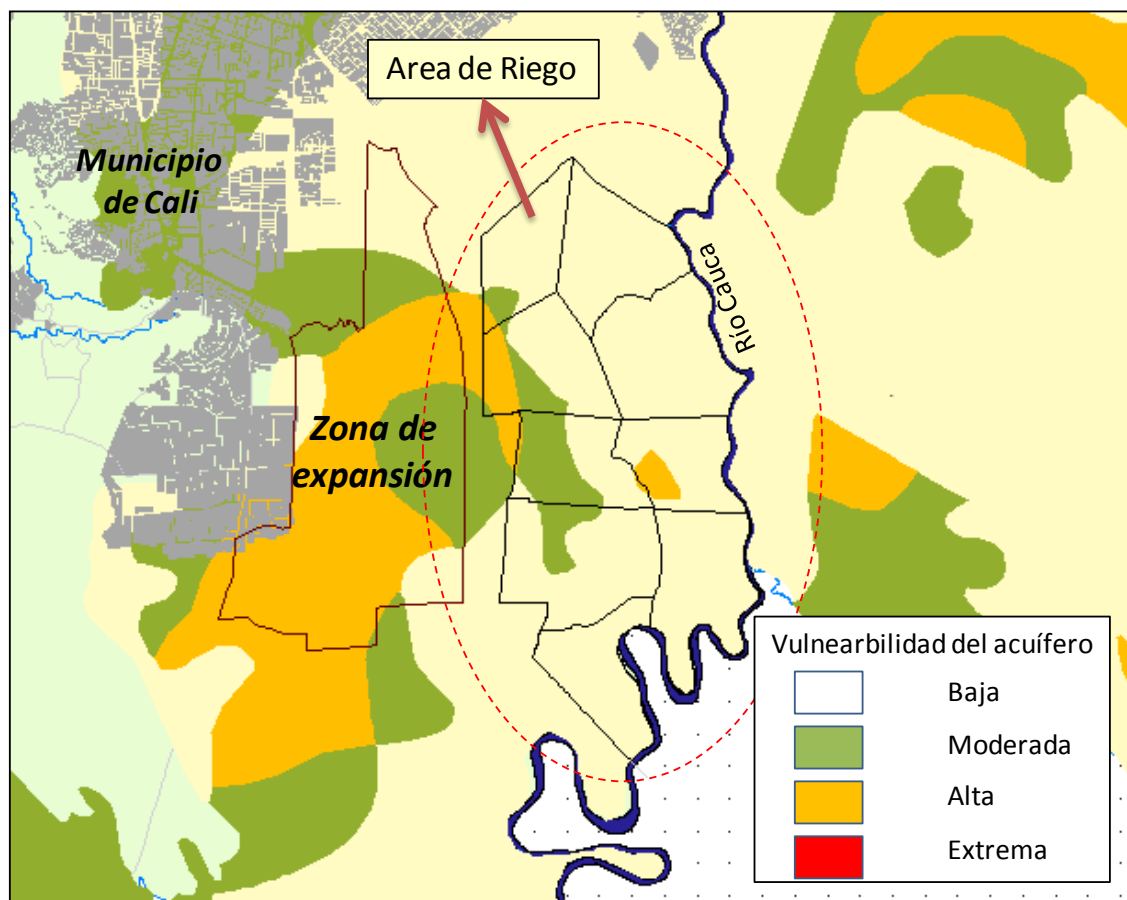 Area de Riego
Municipio
de Cali
Río Cauca
Zona de
expansión
Vulnearbilidad del acuífero
Baja
Moderada
Alta
Extrema